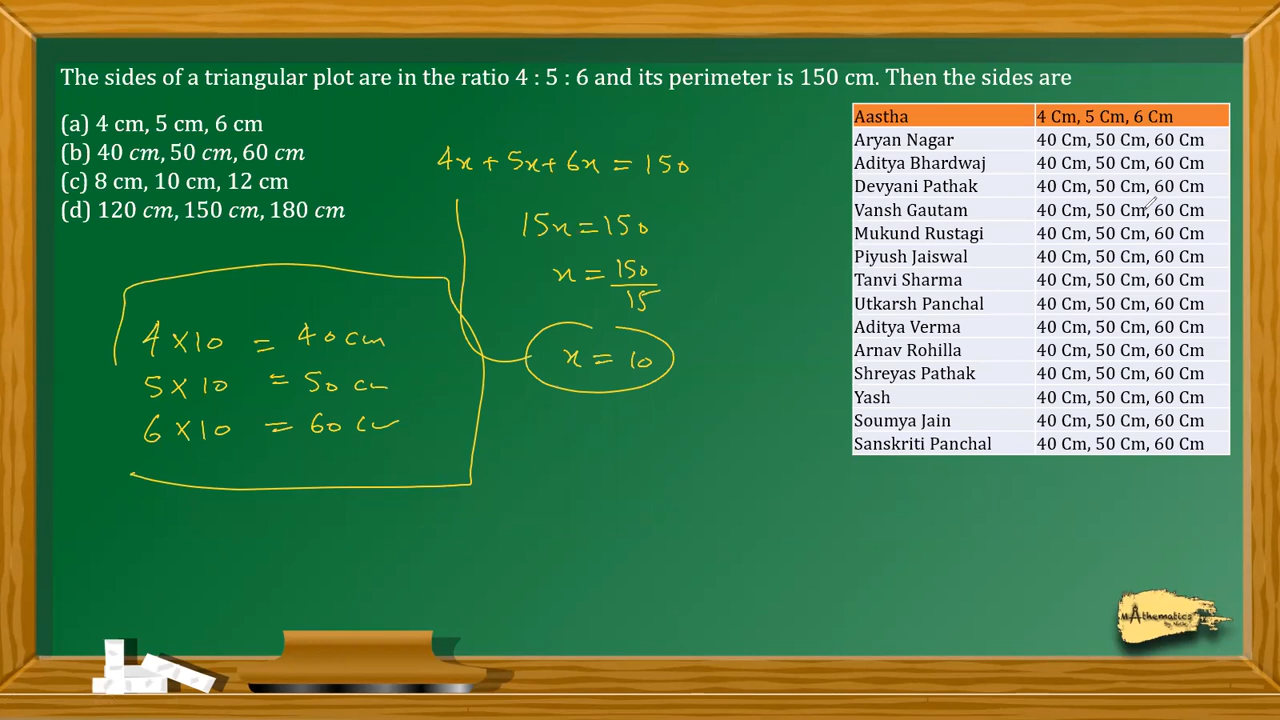 The sides of a triangular plot are in the ratio 4 : 5 : 6 and its perimeter is 150 cm. Then the sides are
(a) 4 cm, 5 cm, 6 cm
(b) 40 cm, 50 cm, 60 cm
(c) 8 cm, 10 cm, 12 cm
(d) 120 cm, 150 cm, 180 cm
4x + 5x + 6x = 150
15x = 150
x = 150/15
x = 10
4 × 10 = 40 cm
5 × 10 = 50 cm
6 × 10 = 60 cm
Aastha 4 Cm, 5 Cm, 6 Cm
Aryan Nagar 40 Cm, 50 Cm, 60 Cm
Aditya Bhardwaj 40 Cm, 50 Cm, 60 Cm
Devyani Pathak 40 Cm, 50 Cm, 60 Cm
Vansh Gautam 40 Cm, 50 Cm, 60 Cm
Mukund Rustagi 40 Cm, 50 Cm, 60 Cm
Piyush Jaiswal 40 Cm, 50 Cm, 60 Cm
Tanvi Sharma 40 Cm, 50 Cm, 60 Cm
Utkarsh Panchal 40 Cm, 50 Cm, 60 Cm
Aditya Verma 40 Cm, 50 Cm, 60 Cm
Arnav Rohilla 40 Cm, 50 Cm, 60 Cm
Shreyas Pathak 40 Cm, 50 Cm, 60 Cm
Yash 40 Cm, 50 Cm, 60 Cm
Soumya Jain 40 Cm, 50 Cm, 60 Cm
Sanskriti Panchal 40 Cm, 50 Cm, 60 Cm
mAthematics